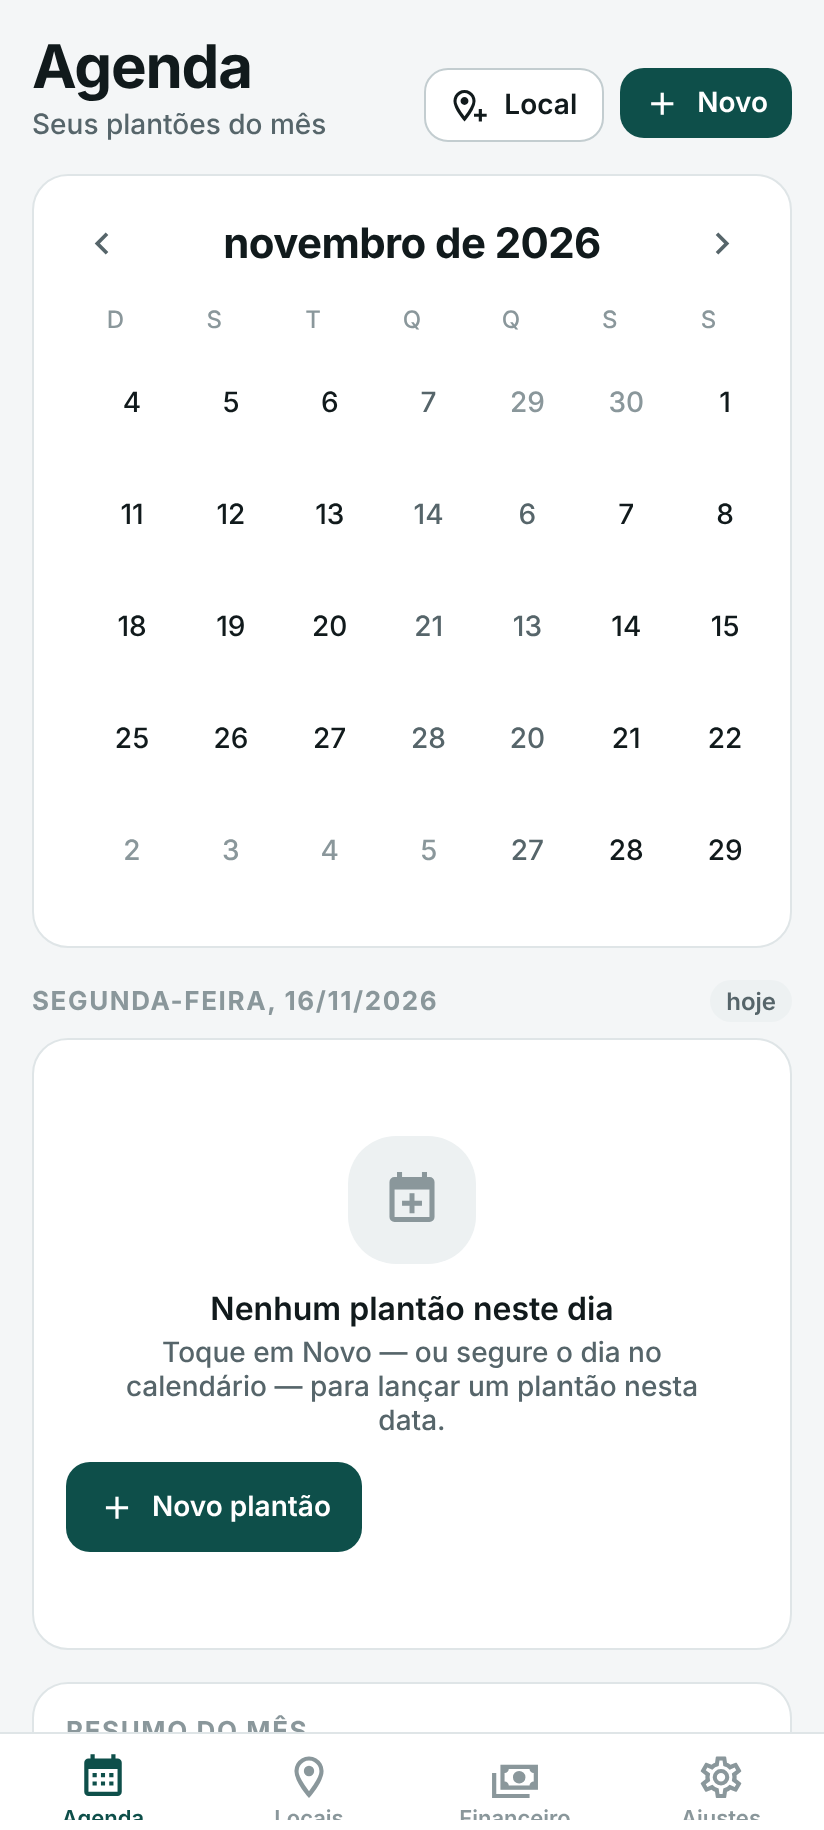 Agenda
Seus plantões do mês
Local
Novo
novembro de 2026
D S T Q Q S S
4 5 6 7 29 30 1
11 12 13 14 6 7 8
18 19 20 21 13 14 15
25 26 27 28 20 21 22
2 3 4 5 27 28 29
SEGUNDA-FEIRA, 16/11/2026
hoje
Nenhum plantão neste dia
Toque em Novo — ou segure o dia no
calendário — para lançar um plantão nesta
data.
Novo plantão
RESUMO DO MÊS
Agenda
Locais
Financeiro
Ajustes